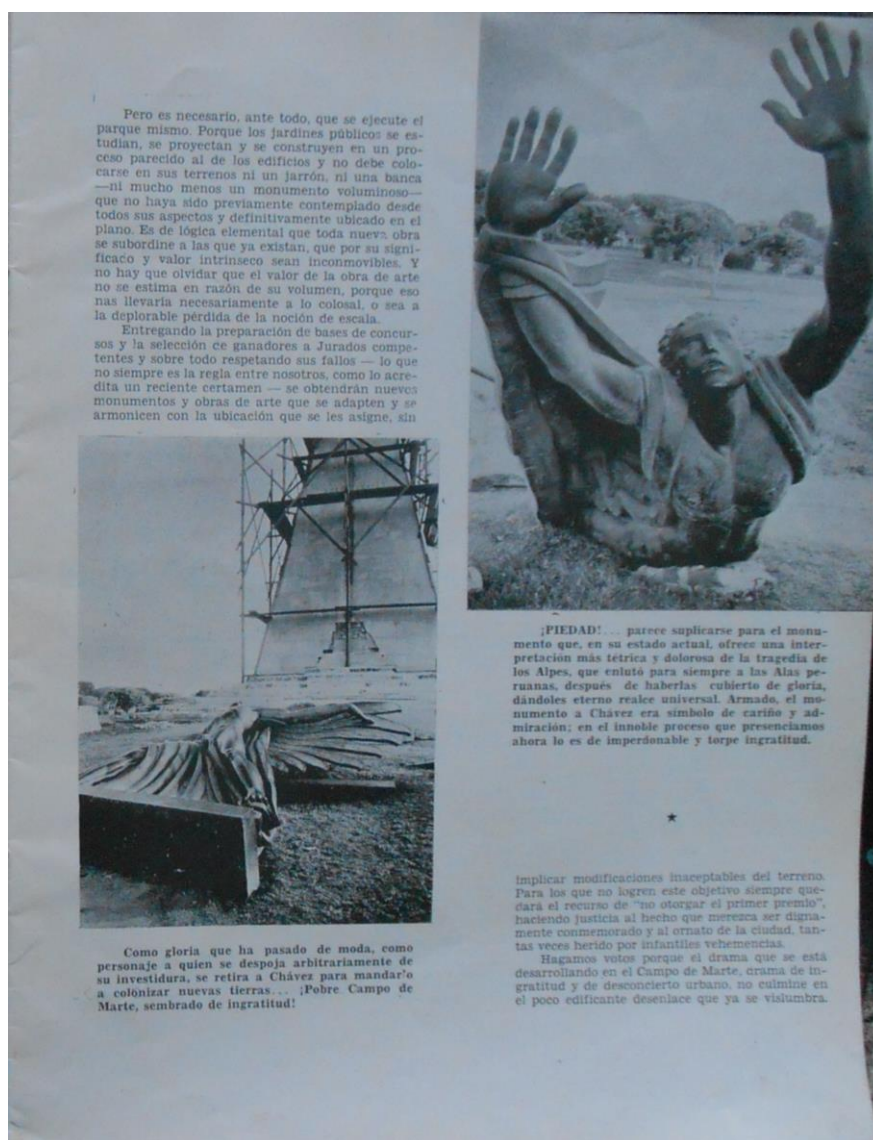 Pero es necesario, ante todo, que se ejecute el
parque mismo. Porque los jardines públicos se es-
tudian, se proyectan y se construyen en un pro-
ceso parecido al de los edificios y no debe colo-
carse en sus terrenos ni un jarrón, ni una banca
—ni mucho menos un monumento voluminoso—
que no haya sido previamente contemplado desde
todos sus aspectos y definitivamente ubicado en el
plano. Es de lógica elemental que toda nueva obra
se subordine a las que ya existan, que por su signi-
ficado y valor intrínseco sean inconmovibles. Y
no hay que olvidar que el valor de la obra de arte
no se estima en razón de su volumen, porque eso
nas llevaría necesariamente a lo colosal, o sea a
la deplorable pérdida de la noción de escala.
Entregando la preparación de bases de concur-
sos y la selección de ganadores a Jurados compe-
tentes y sobre todo respetando sus fallos — lo que
no siempre es la regla entre nosotros, como lo acre-
dita un reciente certamen — se obtendrán nuevos
monumentos y obras de arte que se adapten y se
armonicen con la ubicación que se les asigne, sin
Como gloria que ha pasado de moda, como
personaje a quien se despoja arbitrariamente de
su investidura, se retira a Chávez para mandarlo
a colonizar nuevas tierras... ¡Pobre Campo de
Marte, sembrado de ingratitud!
¡PIEDAD!... parece suplicarse para el monu-
mento que, en su estado actual, ofrece una inter-
pretación más tétrica y dolorosa de la tragedia de
los Alpes, que enlutó para siempre a las Alas pe-
ruanas, después de haberlas cubierto de gloria,
dándoles eterno realce universal. Armado, el mo-
numento a Chávez era símbolo de cariño y ad-
miración; en el innoble proceso que presenciamos
ahora lo es de imperdonable y torpe ingratitud.
★
implicar modificaciones inaceptables del terreno.
Para los que no logren este objetivo siempre que-
dará el recurso de "no otorgar el primer premio",
haciendo justicia al hecho que merezca ser digna-
mente conmemorado y al ornato de la ciudad, tan-
tas veces herido por infantiles vehemencias.
Hagamos votos porque el drama que se está
desarrollando en el Campo de Marte, drama de in-
gratitud y de desconcierto urbano, no culmine en
el poco edificante desenlace que ya se vislumbra.